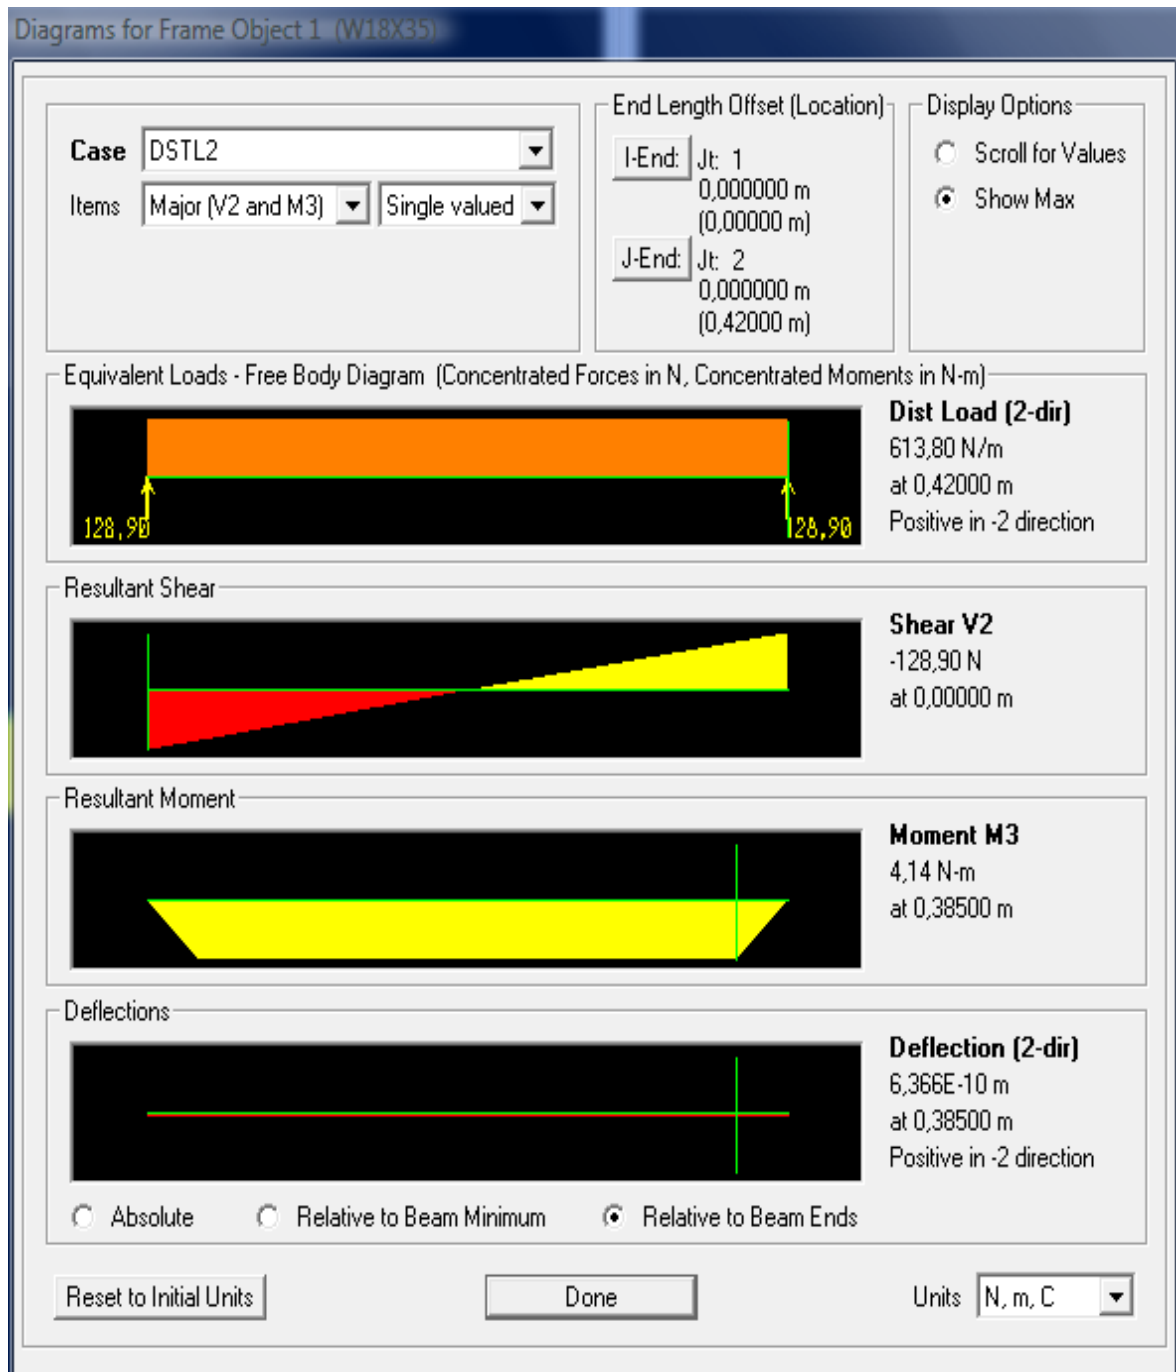 Diagrams for Frame Object 1 (W18X35)
Case DSTL2
Items Major (V2 and M3) Single valued
End Length Offset (Location)
I-End: Jt: 1
0,000000 m
(0,00000 m)
J-End: Jt: 2
0,000000 m
(0,42000 m)
Display Options
Scroll for Values
Show Max
Equivalent Loads - Free Body Diagram (Concentrated Forces in N, Concentrated Moments in N-m)
128,90
128,90
Dist Load (2-dir)
613,80 N/m
at 0,42000 m
Positive in -2 direction
Resultant Shear
Shear V2
-128,90 N
at 0,00000 m
Resultant Moment
Moment M3
4,14 N-m
at 0,38500 m
Deflections
Deflection (2-dir)
6,366E-10 m
at 0,38500 m
Positive in -2 direction
Absolute Relative to Beam Minimum Relative to Beam Ends
Reset to Initial Units Done Units N, m, C